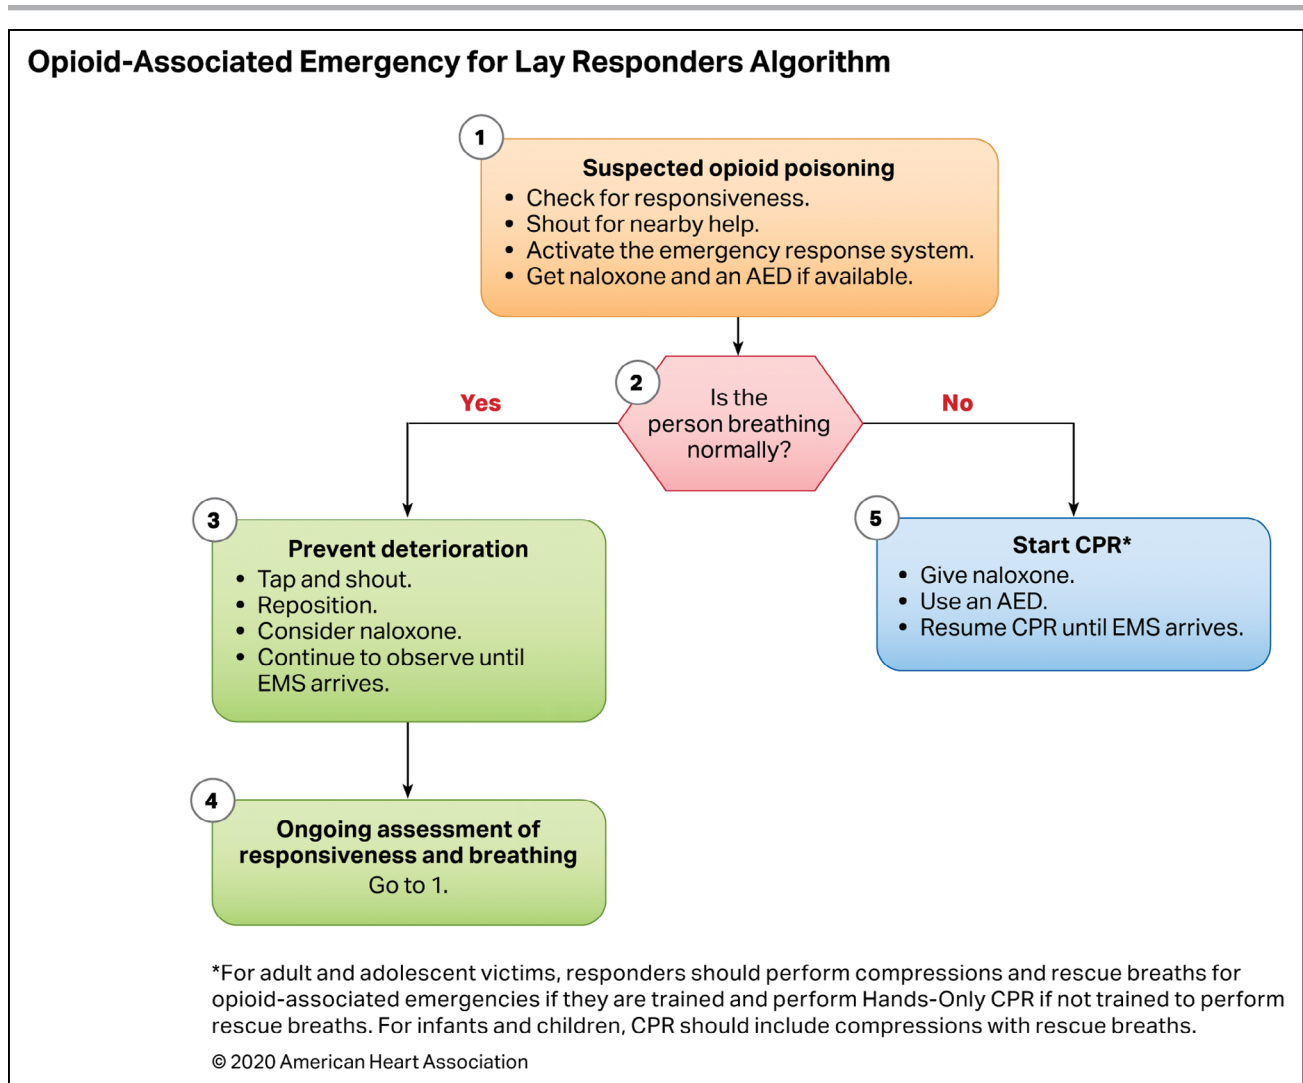 Opioid-Associated Emergency for Lay Responders Algorithm
1
Suspected opioid poisoning
• Check for responsiveness.
• Shout for nearby help.
• Activate the emergency response system.
• Get naloxone and an AED if available.
2
Is the
person breathing
normally?
Yes
No
3
Prevent deterioration
• Tap and shout.
• Reposition.
• Consider naloxone.
• Continue to observe until
EMS arrives.
5
Start CPR*
• Give naloxone.
• Use an AED.
• Resume CPR until EMS arrives.
4
Ongoing assessment of
responsiveness and breathing
Go to 1.
*For adult and adolescent victims, responders should perform compressions and rescue breaths for
opioid-associated emergencies if they are trained and perform Hands-Only CPR if not trained to perform
rescue breaths. For infants and children, CPR should include compressions with rescue breaths.
© 2020 American Heart Association